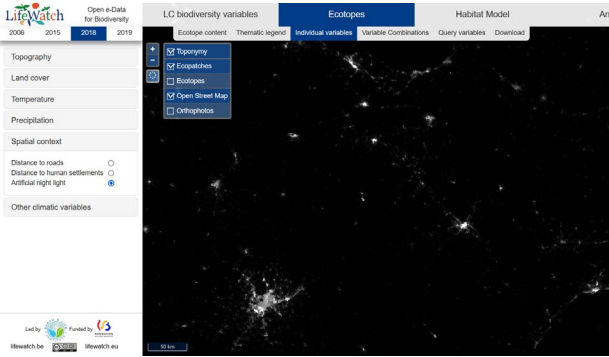 LifeWatch
Open e-Data
for Biodiversity
2006 2015 2018 2019
LC biodiversity variables Ecotopes Habitat Model An
Ecotope content Thematic legend Individual variables Variable Combinations Query variables Download
Topography
Land cover
Temperature
Precipitation
Spatial context
Distance to roads
Distance to human settlements
Artificial night light
Other climatic variables
+
-
Toponymy
Ecopatches
Ecotopes
Open Street Map
Orthophotos
Led by
Funded by
lifewatch.be
lifewatch.eu
50 km